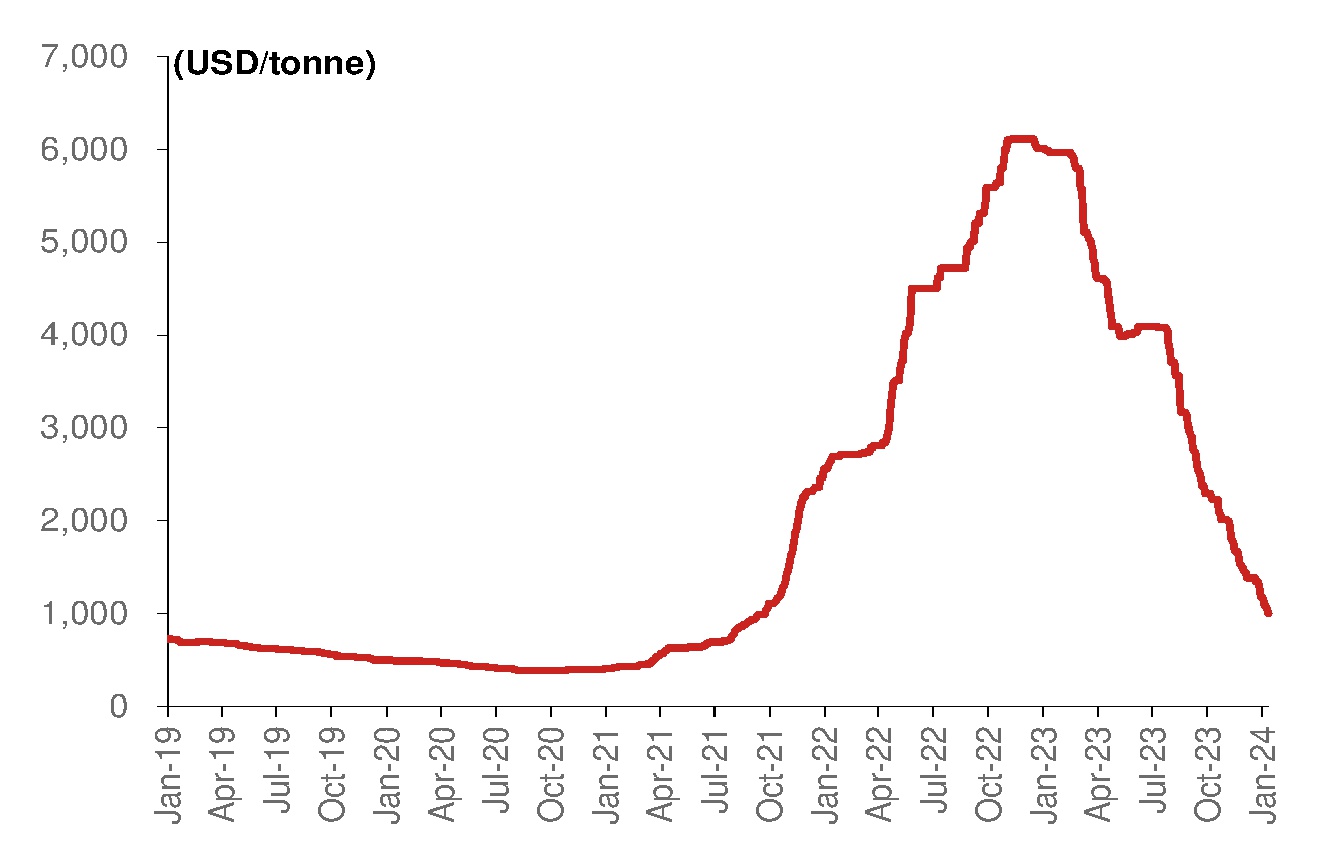 7,000
(USD/tonne)
6,000
5,000
4,000
3,000
2,000
1,000
0
Jan-19
Apr-19
Jul-19
Oct-19
Jan-20
Apr-20
Jul-20
Oct-20
Jan-21
Apr-21
Jul-21
Oct-21
Jan-22
Apr-22
Jul-22
Oct-22
Jan-23
Apr-23
Jul-23
Oct-23
Jan-24